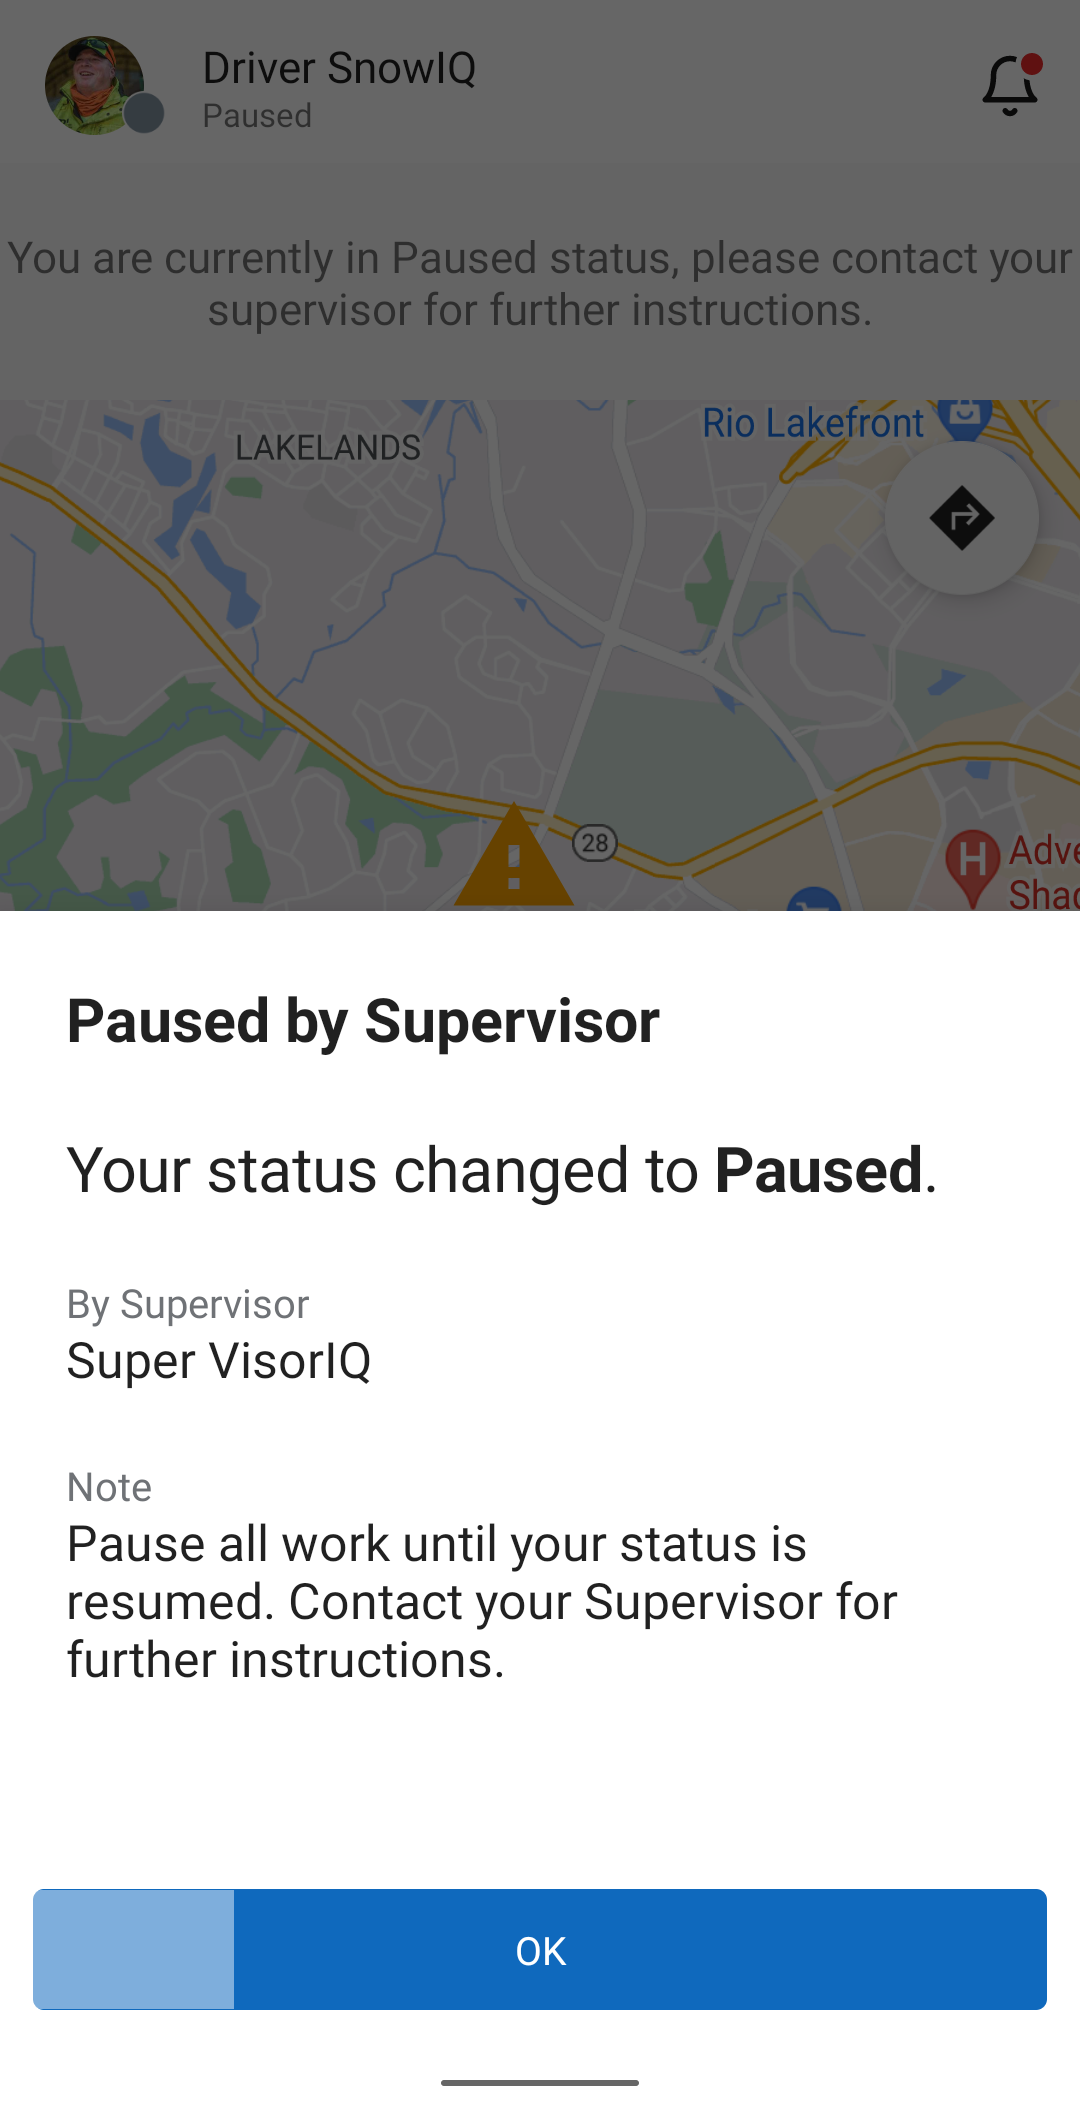 Driver SnowIQ
Paused
You are currently in Paused status, please contact your
supervisor for further instructions.
Rio Lakefront
LAKELANDS
28
H
Paused by Supervisor
Your status changed to Paused.
By Supervisor
Super VisorIQ
Note
Pause all work until your status is
resumed. Contact your Supervisor for
further instructions.
OK